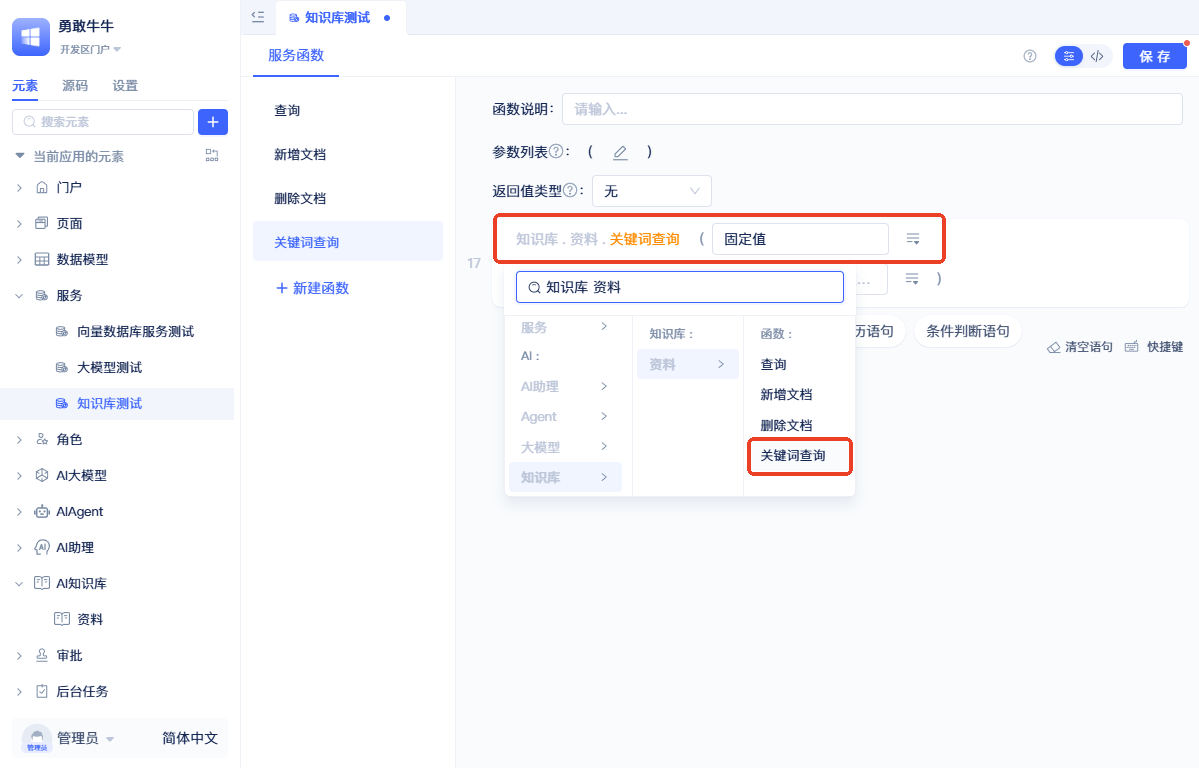 勇敢牛牛
开发区门户
元素 源码 设置
搜索元素
当前应用的元素
门户
页面
数据模型
服务
向量数据库服务测试
大模型测试
知识库测试
角色
AI大模型
AIAgent
AI助理
AI知识库
资料
审批
后台任务
管理员
管理员 简体中文
知识库测试
服务函数
保 存
查询
新增文档
删除文档
关键词查询
新建函数
函数说明: 请输入...
参数列表 : ( )
返回值类型 : 无
17
知识库 . 资料 . 关键词查询 ( 固定值
... )
知识库 资料
服务
AI :
AI助理
Agent
大模型
知识库
知识库 :
资料
函数 :
查询
新增文档
删除文档
关键词查询
历语句 条件判断语句
清空语句 快捷键